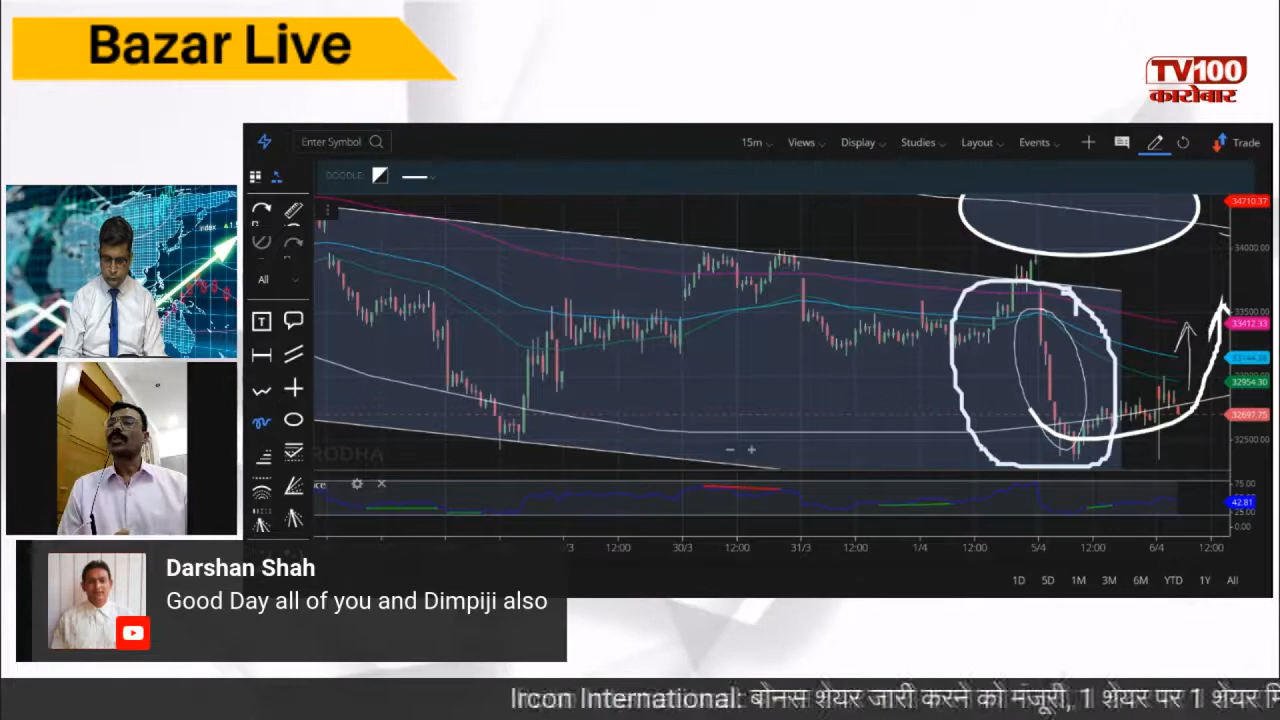 Bazar Live
TV100
कारोबार
Enter Symbol
15m Views Display Studies Layout Events Trade
DOODLE:
All
34710.37
34000.00
33500.00
33412.33
32954.30
32697.75
32500.00
75.00
42.81
25.00
0.00
/3 12:00 30/3 12:00 31/3 12:00 1/4 12:00 5/4 12:00 6/4 12:00
1D 5D 1M 3M 6M YTD 1Y All
Darshan Shah
Good Day all of you and Dimpiji also
Ircon International: बोनस शेयर जारी करने को मंजूरी, 1 शेयर पर 1 शेयर